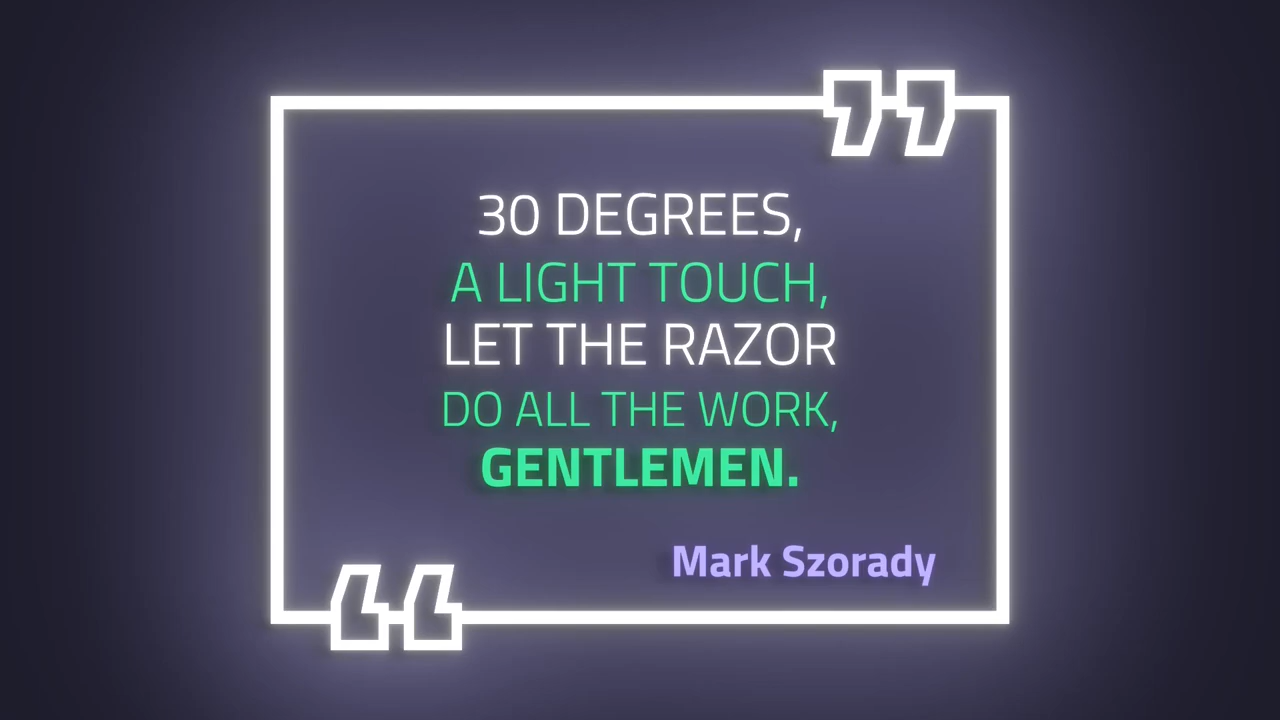 30 DEGREES,
A LIGHT TOUCH,
LET THE RAZOR
DO ALL THE WORK,
GENTLEMEN.
Mark Szorady